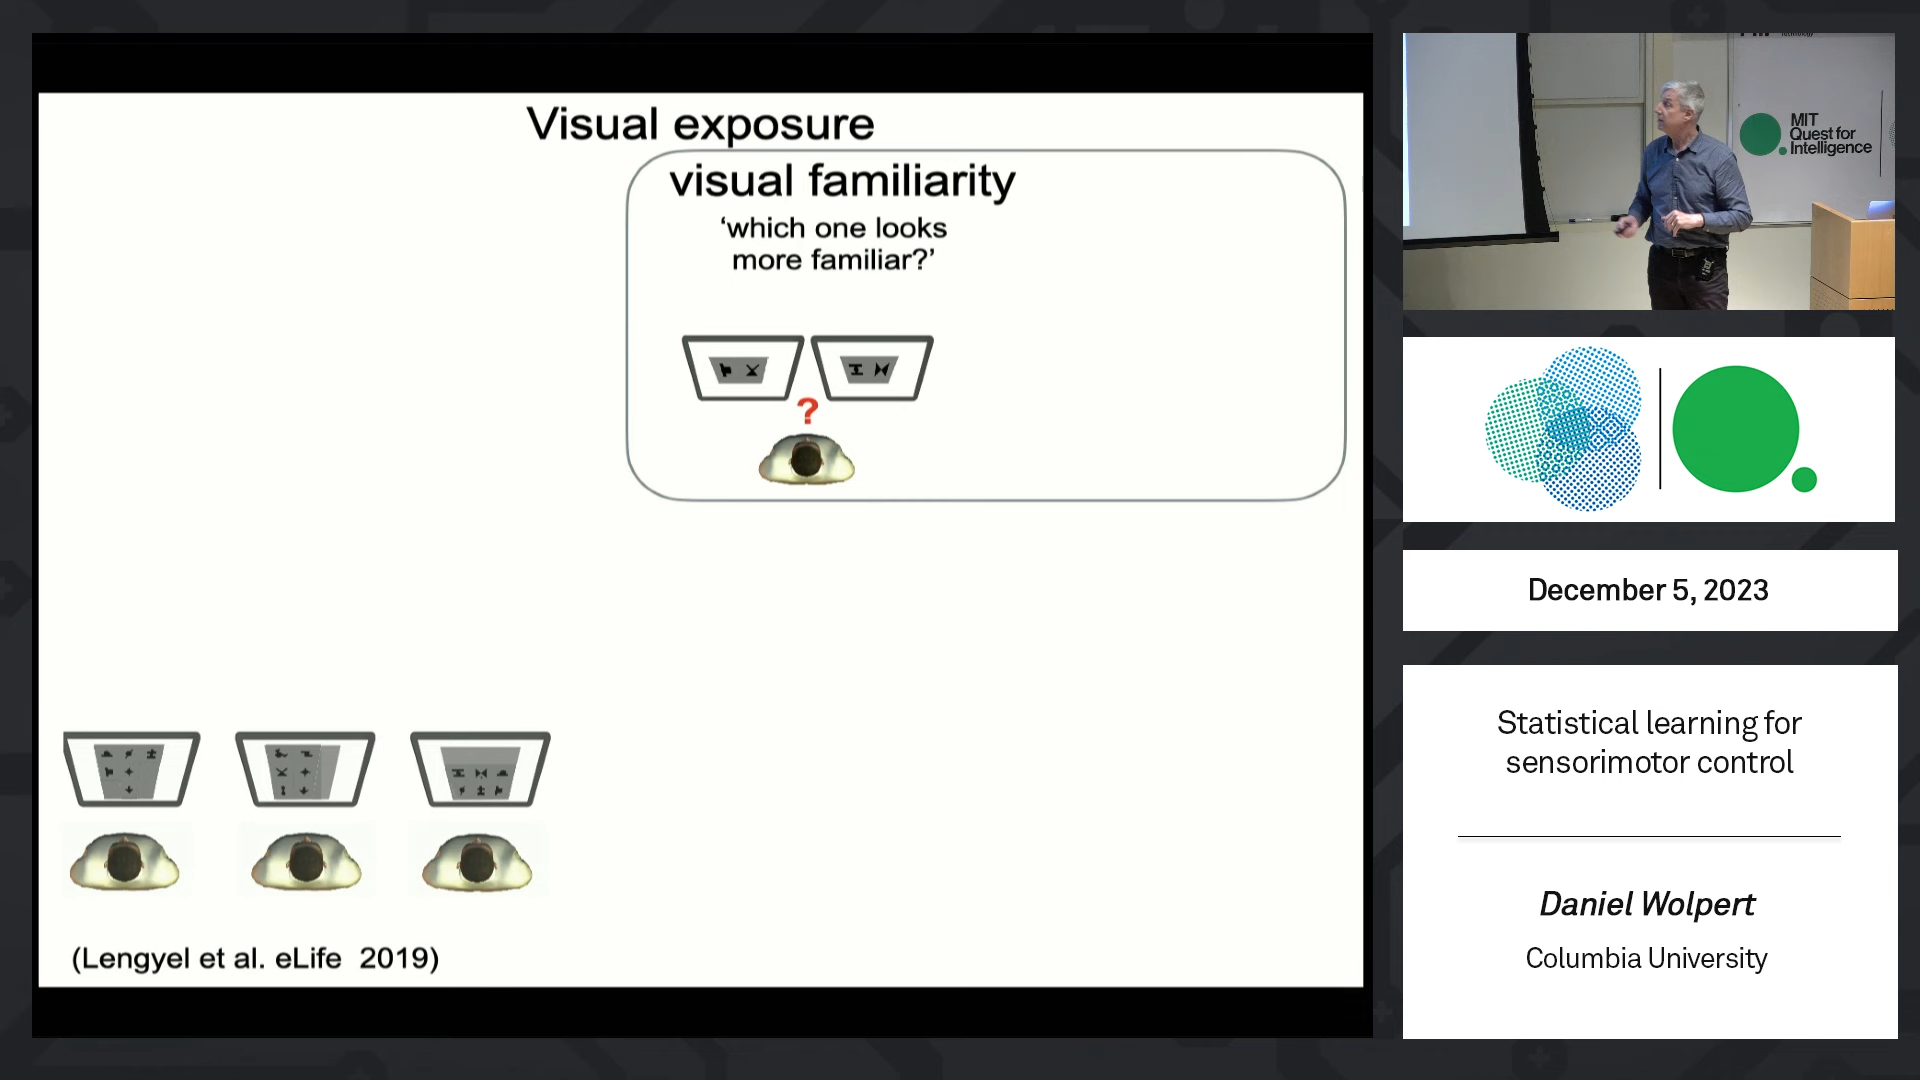 Visual exposure
visual familiarity
‘which one looks
more familiar?’
?
(Lengyel et al. eLife 2019)
MIT
Quest for
Intelligence
December 5, 2023
Statistical learning for
sensorimotor control
Daniel Wolpert
Columbia University